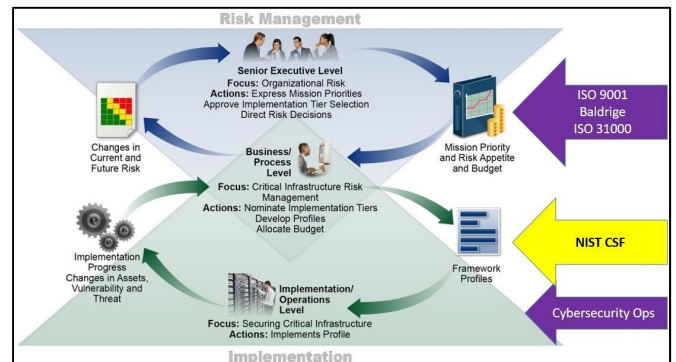 Risk Management
Senior Executive Level
Focus: Organizational Risk
Actions: Express Mission Priorities
Approve Implementation Tier Selection
Direct Risk Decisions
Changes in
Current and
Future Risk
Mission Priority
and Risk Appetite
and Budget
ISO 9001
Baldrige
ISO 31000
Business/
Process
Level
Focus: Critical Infrastructure Risk
Management
Actions: Nominate Implementation Tiers
Develop Profiles
Allocate Budget
Implementation
Progress
Changes in Assets,
Vulnerability and
Threat
Framework
Profiles
NIST CSF
Implementation/
Operations
Level
Focus: Securing Critical Infrastructure
Actions: Implements Profile
Cybersecurity Ops
Implementation